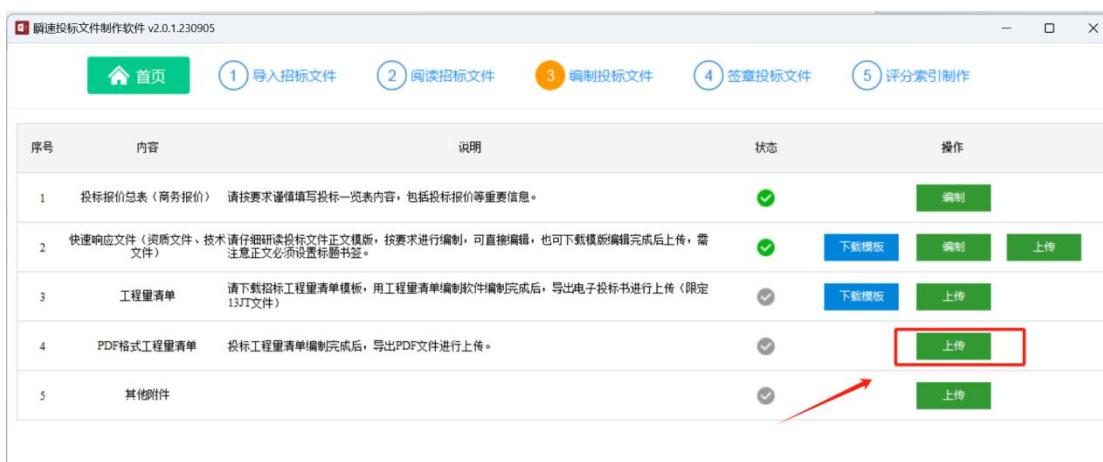 瞬速投标文件制作软件 v2.0.1.230905
首页
1 导入招标文件
2 阅读招标文件
3 编制投标文件
4 签章投标文件
5 评分索引制作
序号 内容 说明 状态 操作
1 投标报价总表（商务报价） 请按要求谨慎填写投标一览表内容，包括投标报价等重要信息。 编制
2 快速响应文件（资质文件、技术文件） 请仔细研读投标文件正文模版，按要求进行编制，可直接编辑，也可下载模版编辑完成后上传，需
注意正文必须设置标题书签。 下载模板 编制 上传
3 工程量清单 请下载招标工程量清单模板，用工程量清单编制软件编制完成后，导出电子投标书进行上传（限定
13JT文件） 下载模板 上传
4 PDF格式工程量清单 投标工程量清单编制完成后，导出PDF文件进行上传。 上传
5 其他附件 上传